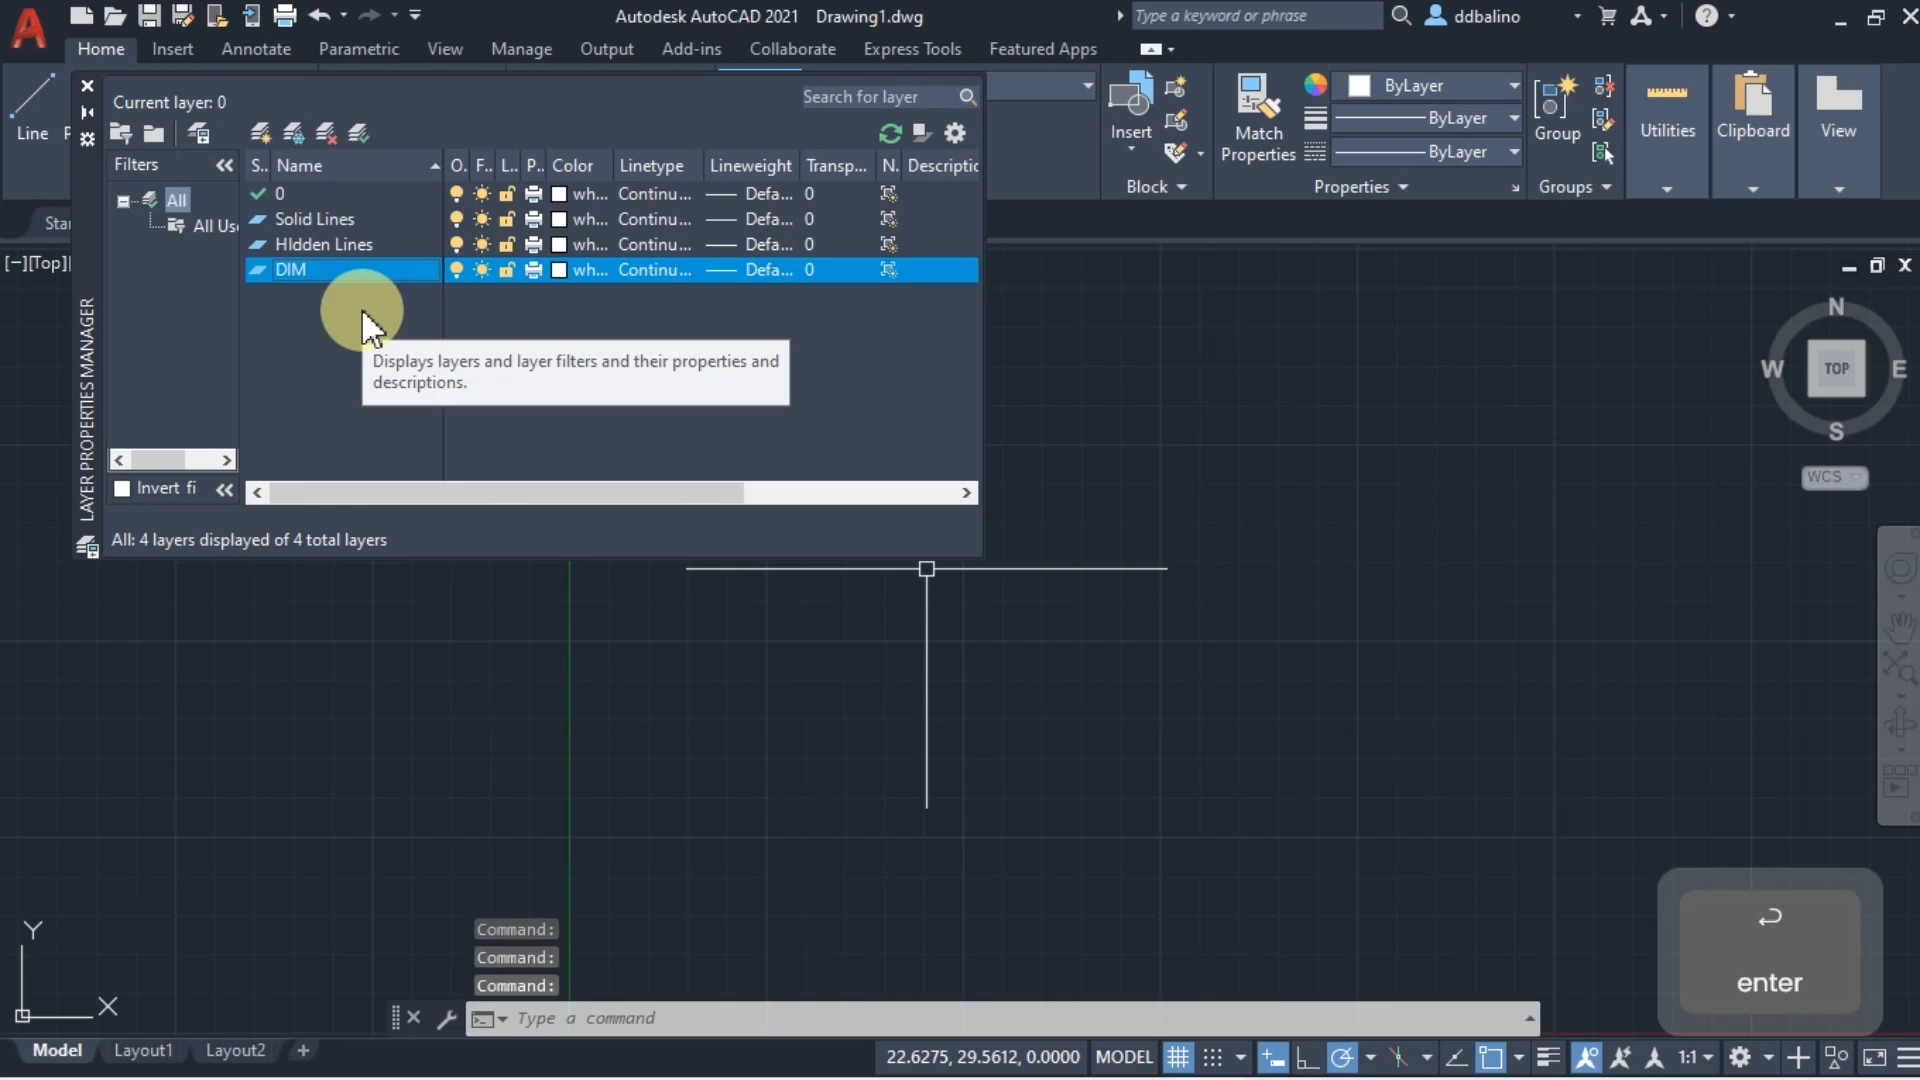 Autodesk AutoCAD 2021 Drawing1.dwg
Type a keyword or phrase
ddbalino
Home Insert Annotate Parametric View Manage Output Add-ins Collaborate Express Tools Featured Apps
Line
Current layer: 0
Search for layer
Filters
All
Invert fi
S.. Name O. F.. L.. P.. Color Linetype Lineweight Transp... N.
0 wh... Continu... Defa... 0
Solid Lines wh... Continu... Defa... 0
HIdden Lines wh... Continu... Defa... 0
DIM wh... Continu... Defa... 0
Displays layers and layer filters and their properties and
descriptions.
LAYER PROPERTIES MANAGER
All: 4 layers displayed of 4 total layers
Insert
Block
Match
Properties
ByLayer
ByLayer
ByLayer
Properties
Group
Groups
Utilities
Clipboard
View
[−][Top]
N
W TOP E
S
WCS
Y
X
Command:
Command:
Command:
Type a command
enter
Model Layout1 Layout2
22.6275, 29.5612, 0.0000 MODEL 1:1